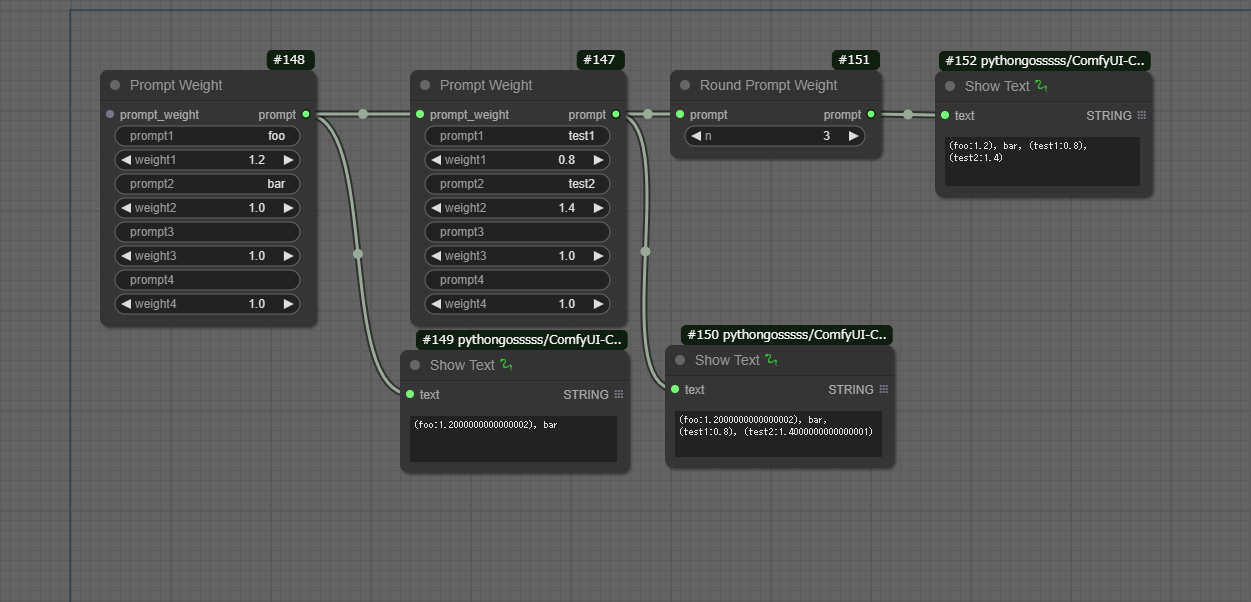 #148
Prompt Weight
prompt_weight prompt
prompt1 foo
weight1 1.2
prompt2 bar
weight2 1.0
prompt3
weight3 1.0
prompt4
weight4 1.0
#147
Prompt Weight
prompt_weight prompt
prompt1 test1
weight1 0.8
prompt2 test2
weight2 1.4
prompt3
weight3 1.0
prompt4
weight4 1.0
#151
Round Prompt Weight
prompt prompt
n 3
#152 pythongosssss/ComfyUI-C..
Show Text
text STRING
(foo:1.2), bar, (test1:0.8),
(test2:1.4)
#149 pythongosssss/ComfyUI-C..
Show Text
text STRING
(foo:1.2000000000000002), bar
#150 pythongosssss/ComfyUI-C..
Show Text
text STRING
(foo:1.2000000000000002), bar,
(test1:0.8), (test2:1.4000000000000001)